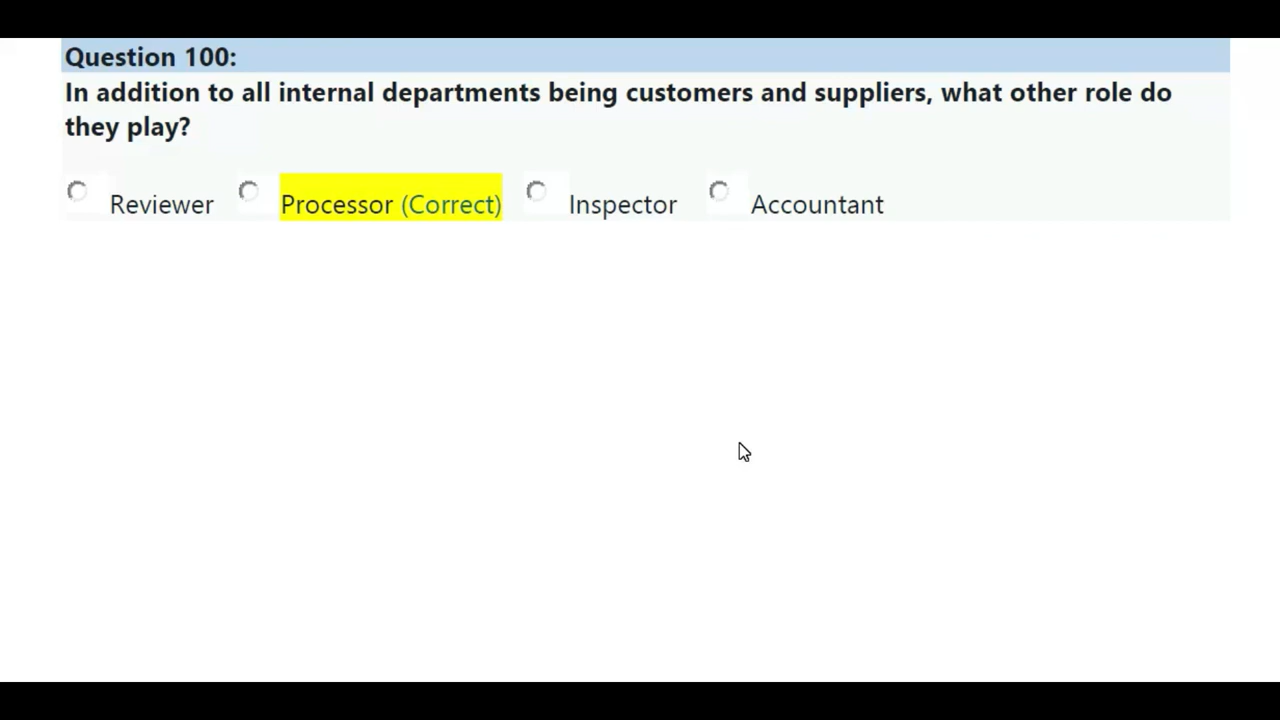 Question 100:
In addition to all internal departments being customers and suppliers, what other role do
they play?
Reviewer Processor (Correct) Inspector Accountant